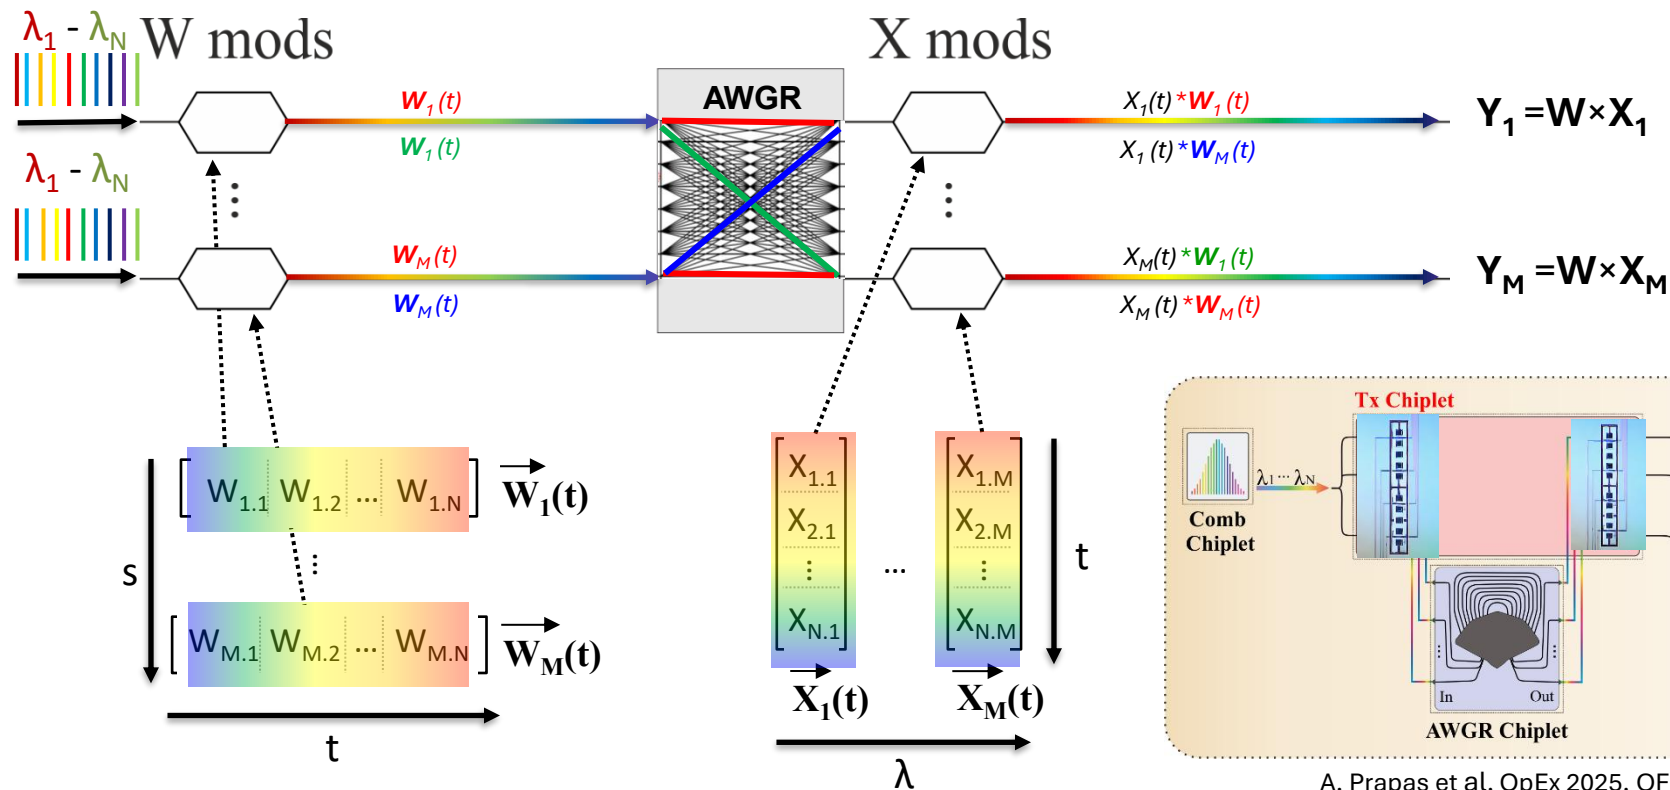 λ1 - λN
W mods
X mods
W1(t)
W1(t)
AWGR
X1(t)*W1(t)
X1(t)*WM(t)
Y1 =W×X1
λ1 - λN
⋮
⋮
WM(t)
WM(t)
XM(t)*W1(t)
XM(t)*WM(t)
YM =W×XM
W1.1 W1.2 ... W1.N
W1(t)
s
⋮
WM.1 WM.2 ... WM.N
WM(t)
t
X1.1
X2.1
⋮
XN.1
X1(t)
...
X1.M
X2.M
⋮
XN.M
XM(t)
t
λ
Tx Chiplet
λ1 ... λN
Comb
Chiplet
⋮
⋮
In
Out
AWGR Chiplet
A. Prapas et al. OpEx 2025, OF